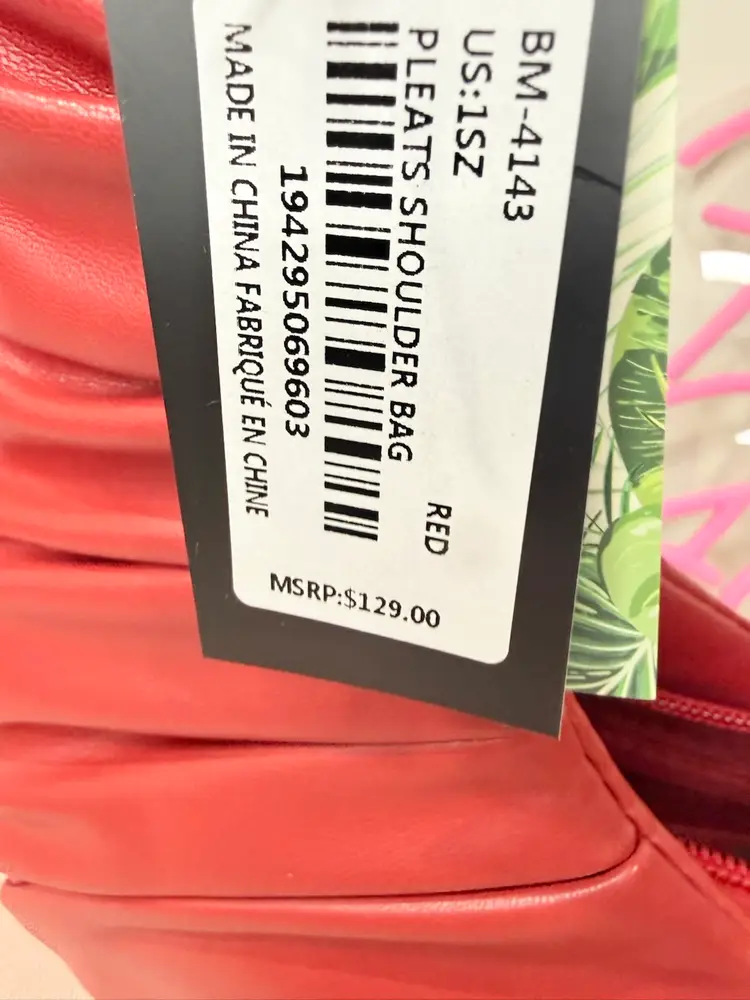 BM-4143
US:1SZ
PLEATS SHOULDER BAG
RED
194295069603
MADE IN CHINA FABRIQUÉ EN CHINE
MSRP:$129.00